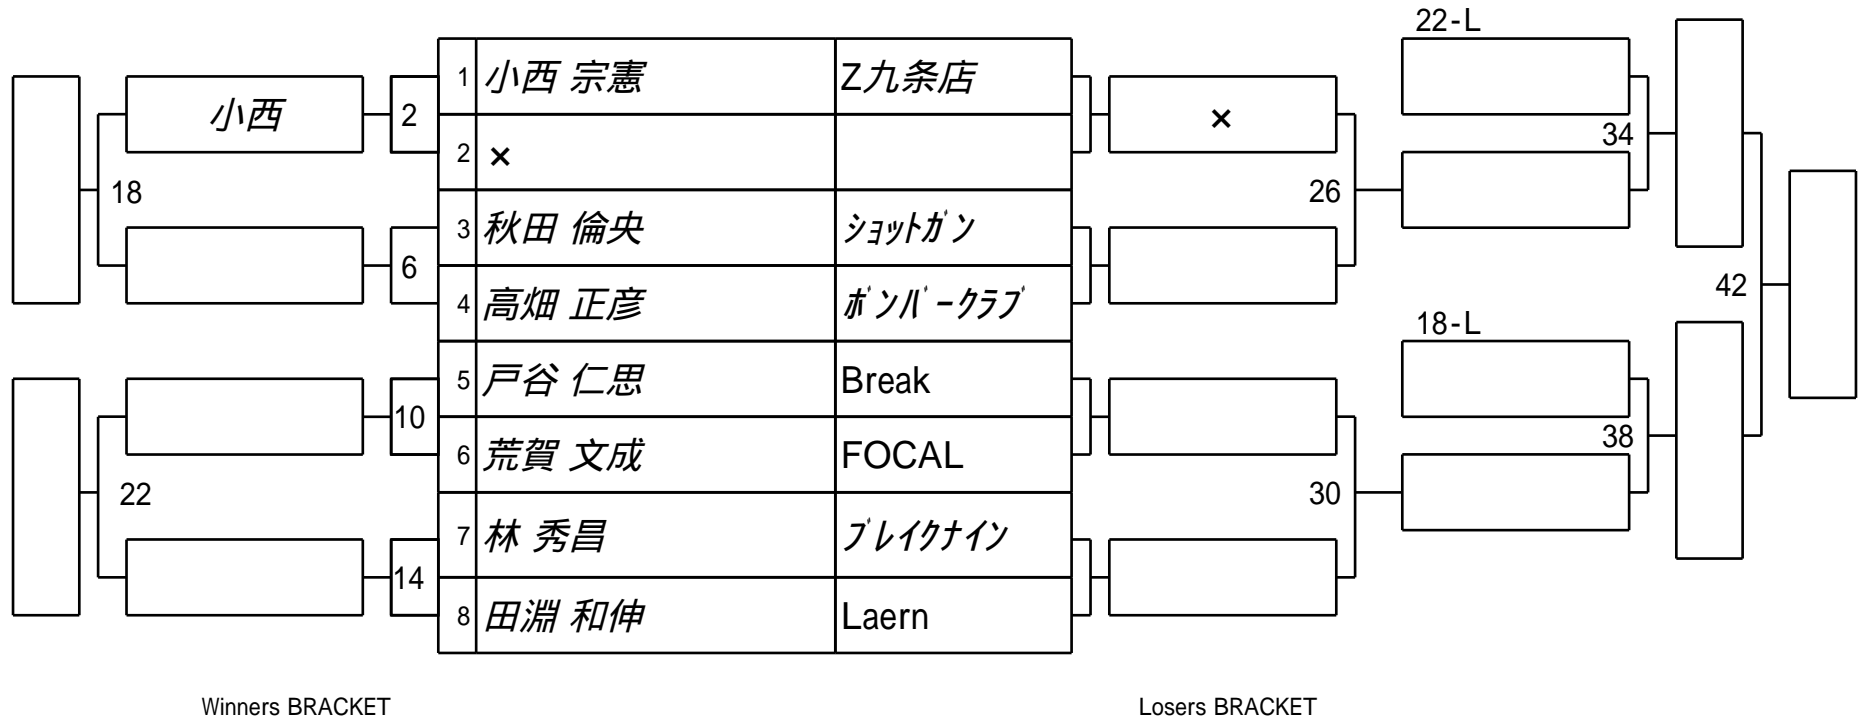 22-L
1 小西 宗憲 Z九条店
小西 2 × 34
2 ×
18 26
3 秋田 倫央 ショットガン
6
4 高畑 正彦 ボンバークラブ
42
18-L
5 戸谷 仁思 Break
10
38
6 荒賀 文成 FOCAL
22 30
7 林 秀昌 ブレイクナイン
14
8 田淵 和伸 Laern
Winners BRACKET Losers BRACKET